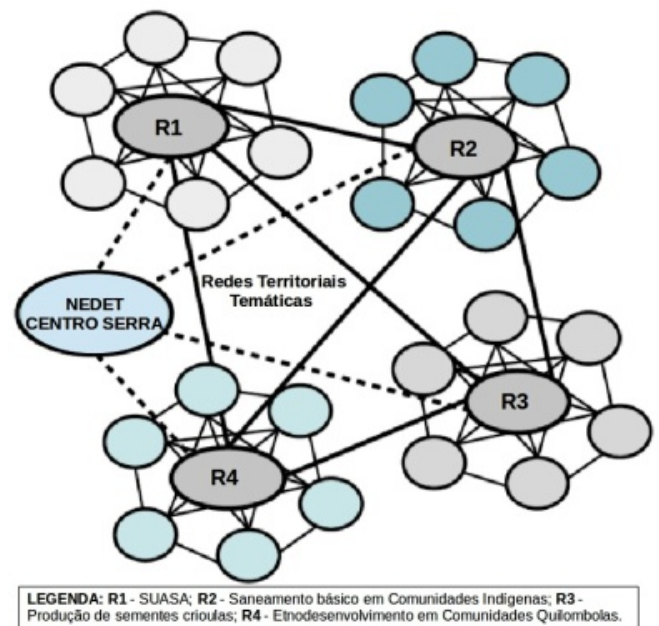 R1
R2
Redes Territoriais
Temáticas
NEDET
CENTRO SERRA
R3
R4
LEGENDA: R1 - SUASA; R2 - Saneamento básico em Comunidades Indígenas; R3 -
Produção de sementes crioulas; R4 - Etnodesenvolvimento em Comunidades Quilombolas.